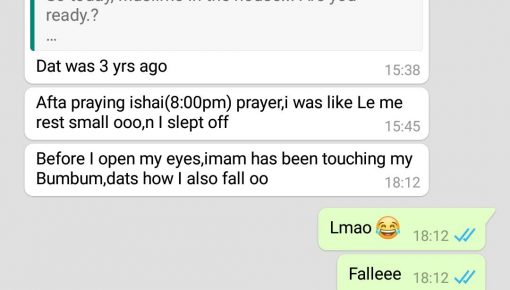 ready.?
...
Dat was 3 yrs ago
15:38
Afta praying ishai(8:00pm) prayer,i was like Le me
rest small ooo,n I slept off
15:45
Before I open my eyes,imam has been touching my
Bumbum,dats how I also fall oo
18:12
Lmao 😂 18:12
Falleee 18:12